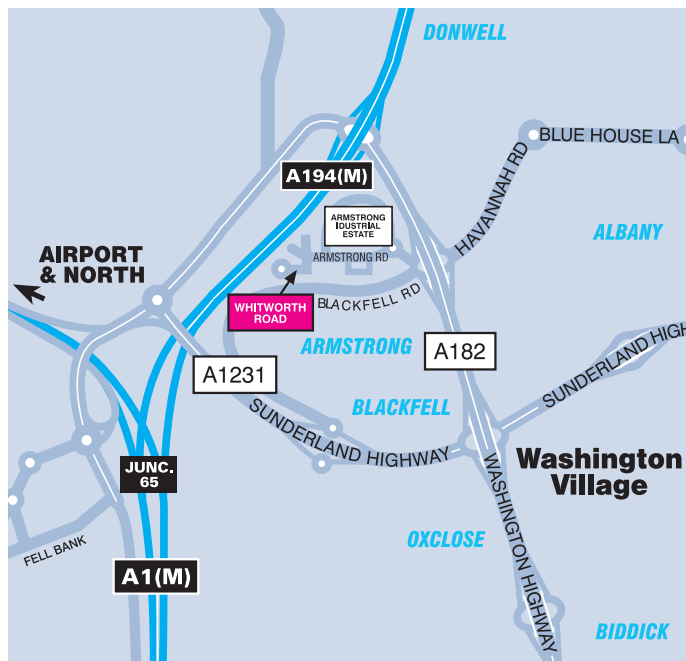 DONWELL
BLUE HOUSE LA
A194(M)
HAVANNAH RD
ARMSTRONG
IDUSTRIAL
ESTATE
ALBANY
AIRPORT
& NORTH
ARMSTRONG RD
WHITWORTH
ROAD
BLACKFELL RD
SUNDERLAND HIGH
ARMSTRONG
A182
A1231
BLACKFELL
SUNDERLAND HIGHWAY
JUNC.
65
Washington
Village
WASHINGTON HIGHWAY
FELL BANK
OXCLOSE
A1(M)
BIDDICK